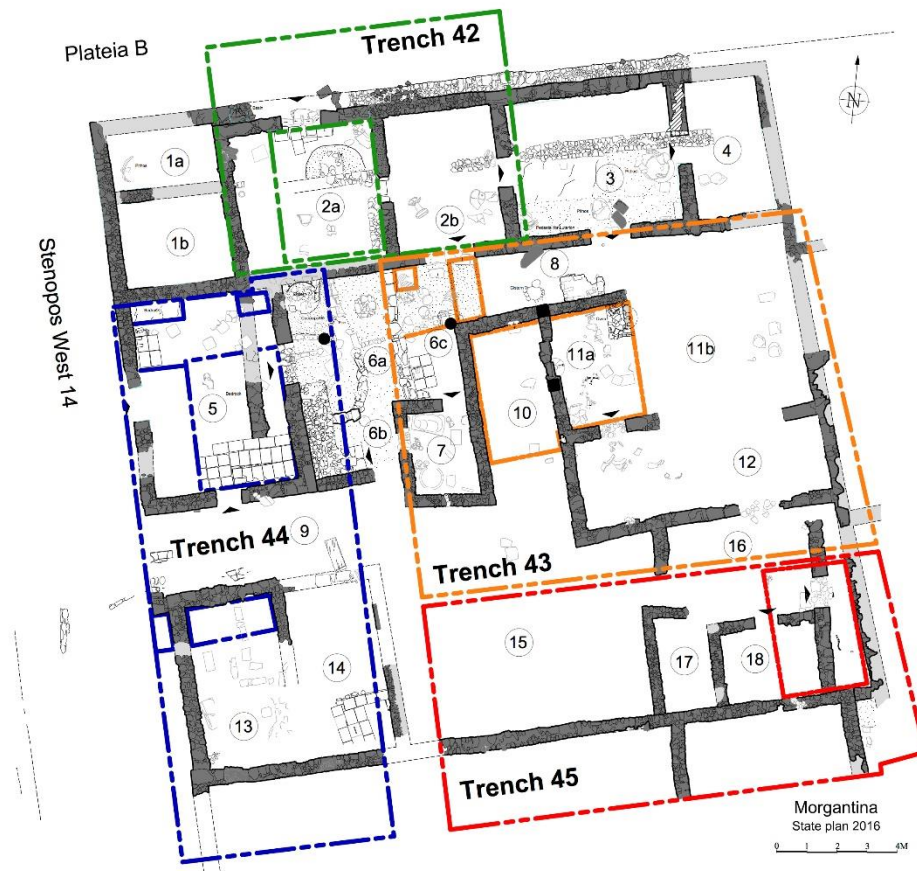 Trench 42
Plateia B
N
1a
4
3
2a
2b
1b
Stenopos West 14
8
6a
6c
11a
11b
5
10
6b
7
12
9
Trench 44
16
Trench 43
15
14
17
18
13
Trench 45
Morgantina
State plan 2016
0 1 2 3 4M